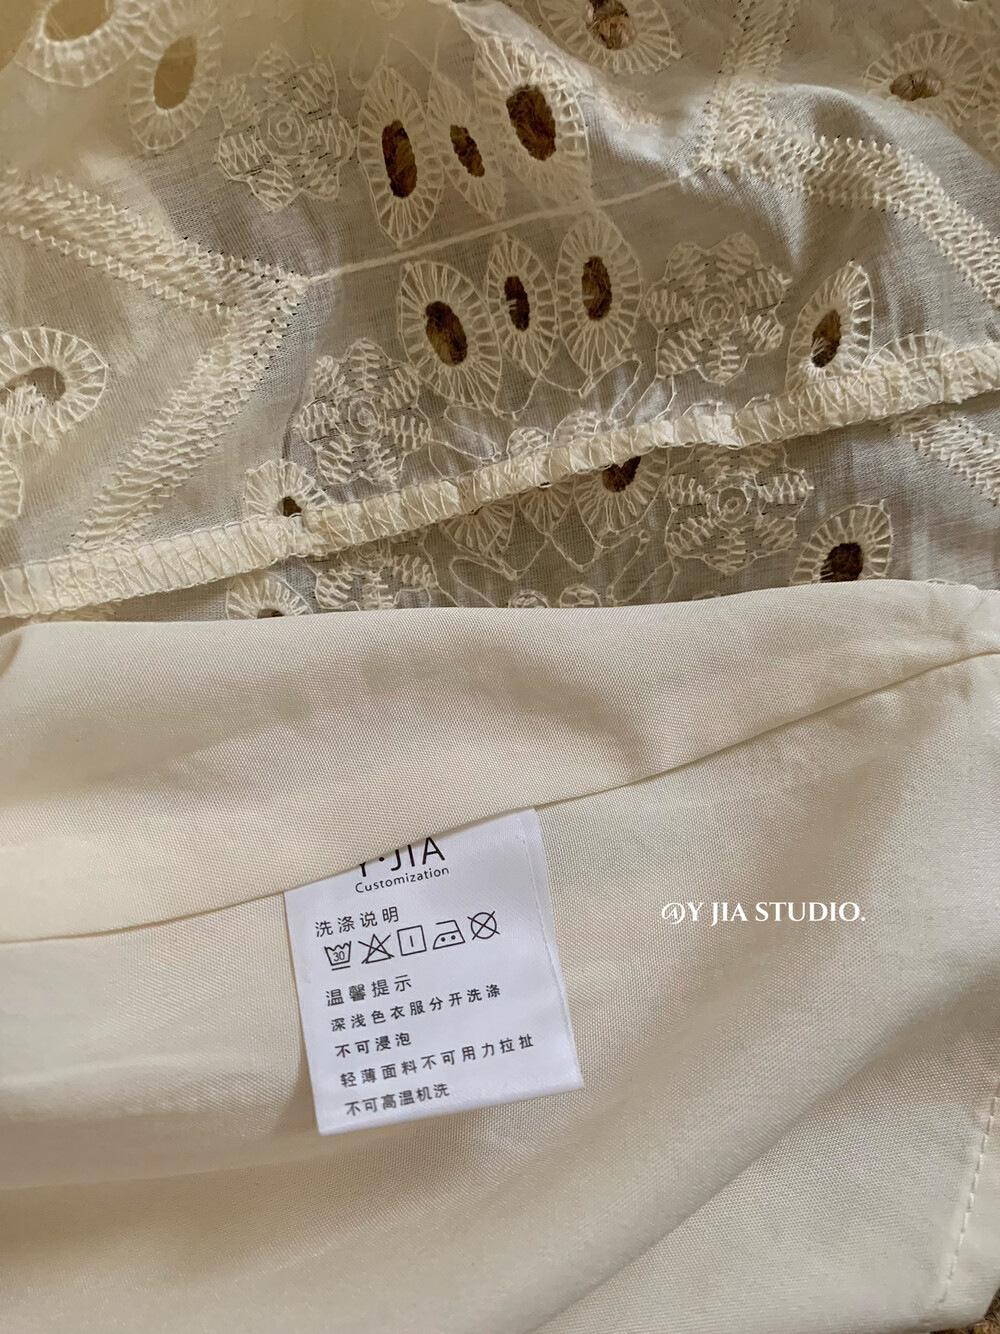 Y·JIA
Customization
洗涤说明
30
温馨提示
深浅色衣服分开洗涤
不可浸泡
轻薄面料不可用力拉扯
不可高温机洗
@Y JIA STUDIO.